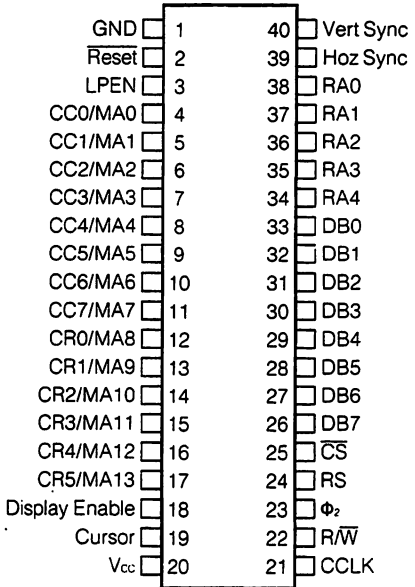 GND 1 40 Vert Sync
R̅e̅s̅e̅t̅ 2 39 Hoz Sync
LPEN 3 38 RA0
CC0/MA0 4 37 RA1
CC1/MA1 5 36 RA2
CC2/MA2 6 35 RA3
CC3/MA3 7 34 RA4
CC4/MA4 8 33 DB0
CC5/MA5 9 32 DB1
CC6/MA6 10 31 DB2
CC7/MA7 11 30 DB3
CR0/MA8 12 29 DB4
CR1/MA9 13 28 DB5
CR2/MA10 14 27 DB6
CR3/MA11 15 26 DB7
CR4/MA12 16 25 C̅S̅
CR5/MA13 17 24 RS
Display Enable 18 23 Φ₂
Cursor 19 22 R/W̅
Vcc 20 21 CCLK